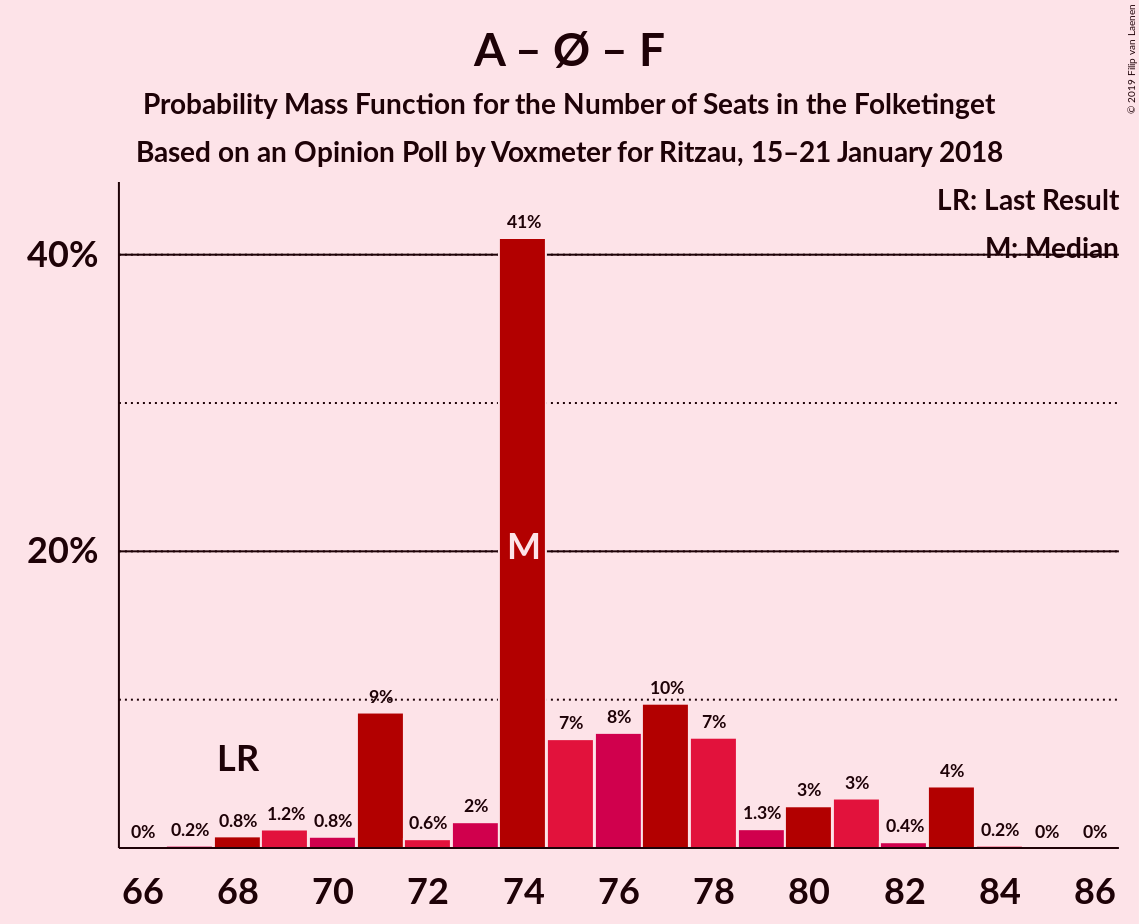 A – Ø – F
Probability Mass Function for the Number of Seats in the Folketinget
Based on an Opinion Poll by Voxmeter for Ritzau, 15–21 January 2018
© 2019 Filip van Laenen
LR: Last Result
M: Median
40%
20%
41%
M
9%
LR
0%
0.2%
0.8%
1.2%
0.8%
0.6%
2%
7%
8%
10%
7%
1.3%
3%
3%
0.4%
4%
0.2%
0%
0%
66 68 70 72 74 76 78 80 82 84 86